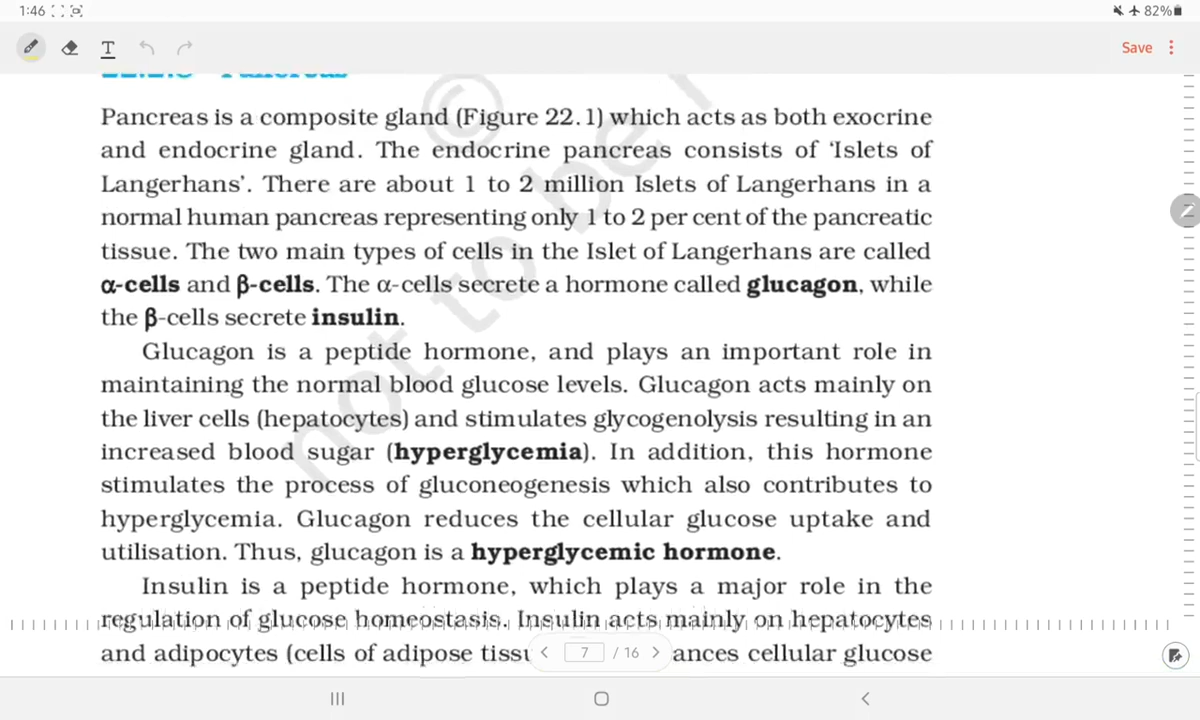 1:46
82%
Save
Pancreas is a composite gland (Figure 22.1) which acts as both exocrine
and endocrine gland. The endocrine pancreas consists of ‘Islets of
Langerhans’. There are about 1 to 2 million Islets of Langerhans in a
normal human pancreas representing only 1 to 2 per cent of the pancreatic
tissue. The two main types of cells in the Islet of Langerhans are called
α-cells and β-cells. The α-cells secrete a hormone called glucagon, while
the β-cells secrete insulin.
Glucagon is a peptide hormone, and plays an important role in
maintaining the normal blood glucose levels. Glucagon acts mainly on
the liver cells (hepatocytes) and stimulates glycogenolysis resulting in an
increased blood sugar (hyperglycemia). In addition, this hormone
stimulates the process of gluconeogenesis which also contributes to
hyperglycemia. Glucagon reduces the cellular glucose uptake and
utilisation. Thus, glucagon is a hyperglycemic hormone.
Insulin is a peptide hormone, which plays a major role in the
regulation of glucose homeostasis. Insulin acts mainly on hepatocytes
and adipocytes (cells of adipose cellular glucose
7 / 16
© not to be